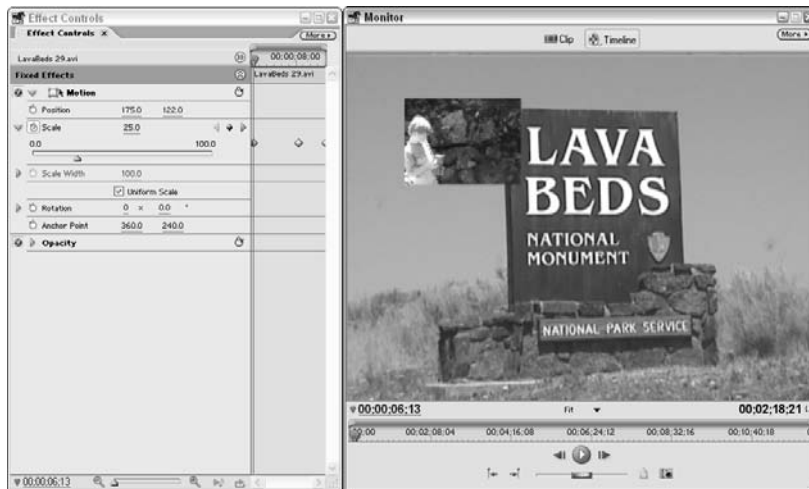 Effect Controls
Effect Controls x
More
LavaBeds 29.avi
00;00;08;00
Fixed Effects
LavaBeds 29.avi
Motion
Position 175.0 122.0
Scale 25.0
0.0 100.0
Scale Width 100.0
Uniform Scale
Rotation 0 x 0.0 °
Anchor Point 360.0 240.0
Opacity
00;00;06;13
Monitor
Clip Timeline
More
LAVA
BEDS
NATIONAL
MONUMENT
NATIONAL PARK SERVICE
00;00;06;13 Fit 00;02;18;21
00;00 00;02;08;04 00;04;16;08 00;06;24;12 00;08;32;16 00;10;40;18